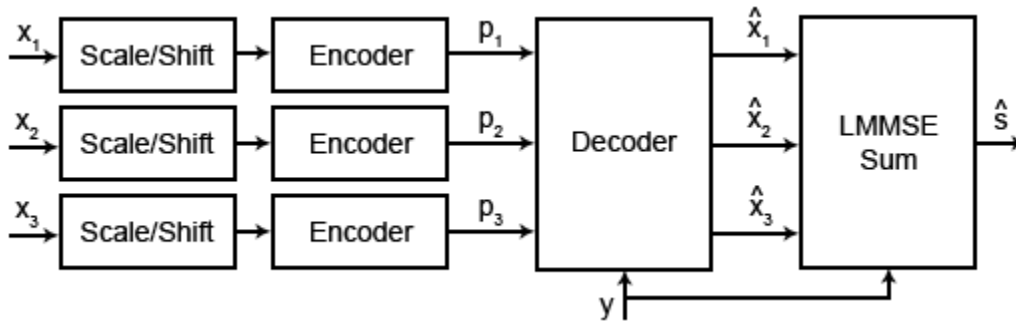 x₁ Scale/Shift Encoder p₁ x̂₁
x₂ Scale/Shift Encoder p₂ Decoder x̂₂ LMMSE Sum ŝ
x₃ Scale/Shift Encoder p₃ x̂₃
y